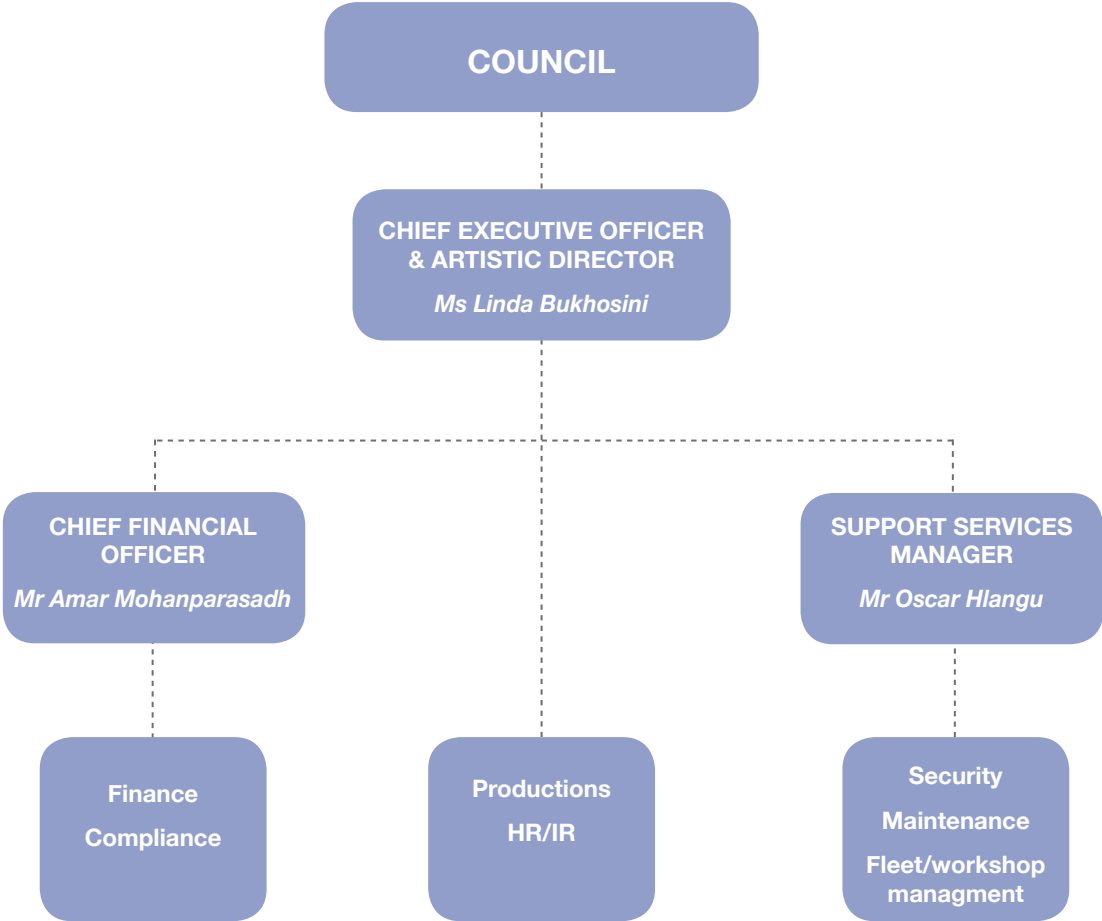 COUNCIL
CHIEF EXECUTIVE OFFICER
& ARTISTIC DIRECTOR
Ms Linda Bukhosini
CHIEF FINANCIAL
OFFICER
Mr Amar Mohanparasadh
SUPPORT SERVICES
MANAGER
Mr Oscar Hlangu
Finance
Compliance
Productions
HR/IR
Security
Maintenance
Fleet/workshop
managment